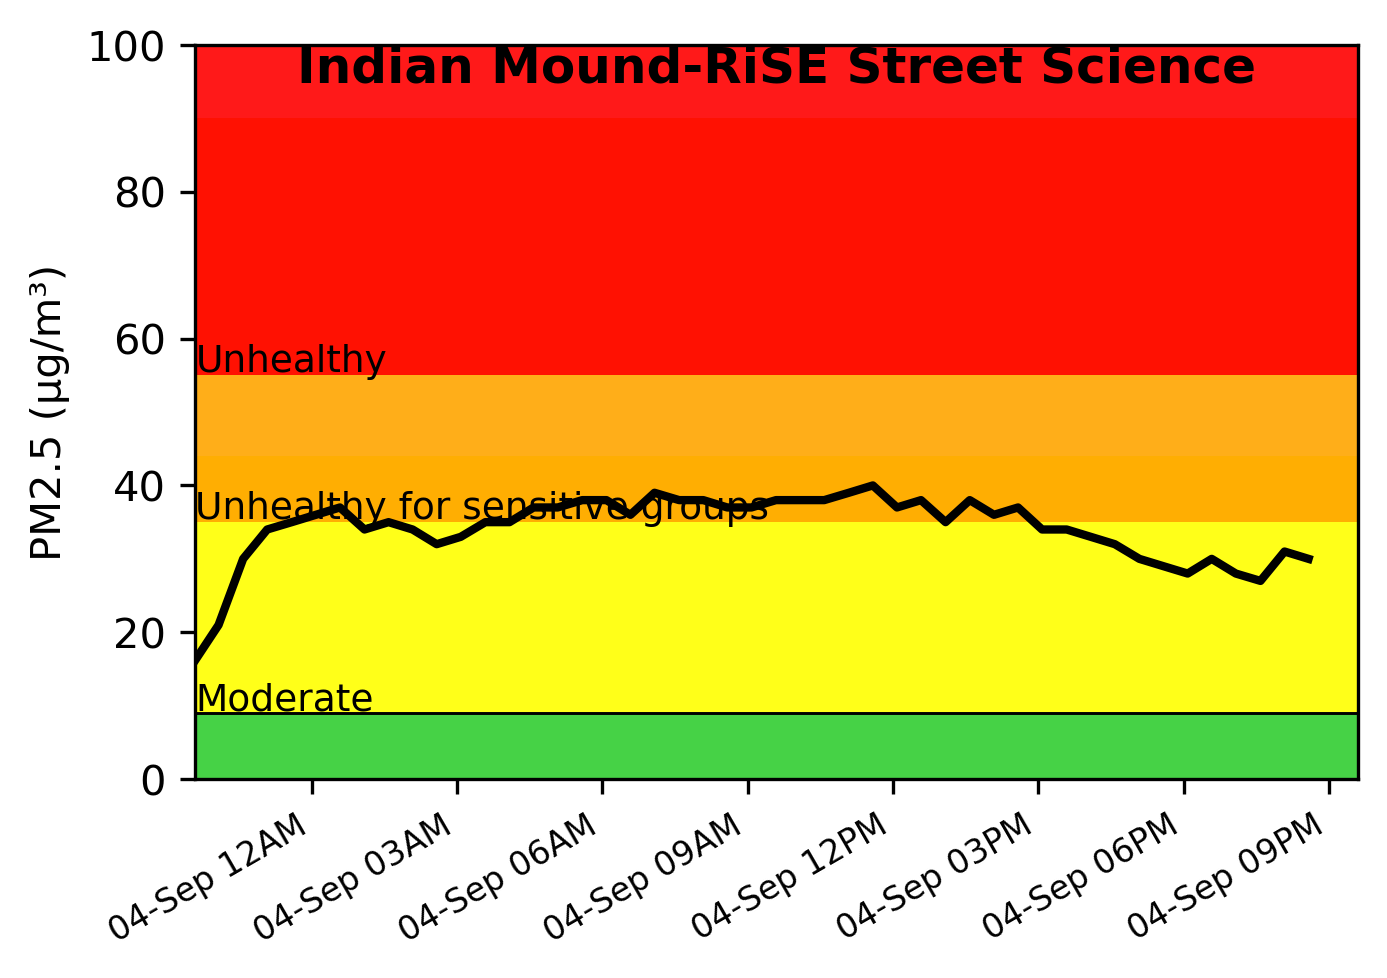 Indian Mound-RiSE Street Science
PM2.5 (µg/m³)
100
80
60
40
20
0
Unhealthy
Unhealthy for sensitive groups
Moderate
04-Sep 12AM
04-Sep 03AM
04-Sep 06AM
04-Sep 09AM
04-Sep 12PM
04-Sep 03PM
04-Sep 06PM
04-Sep 09PM